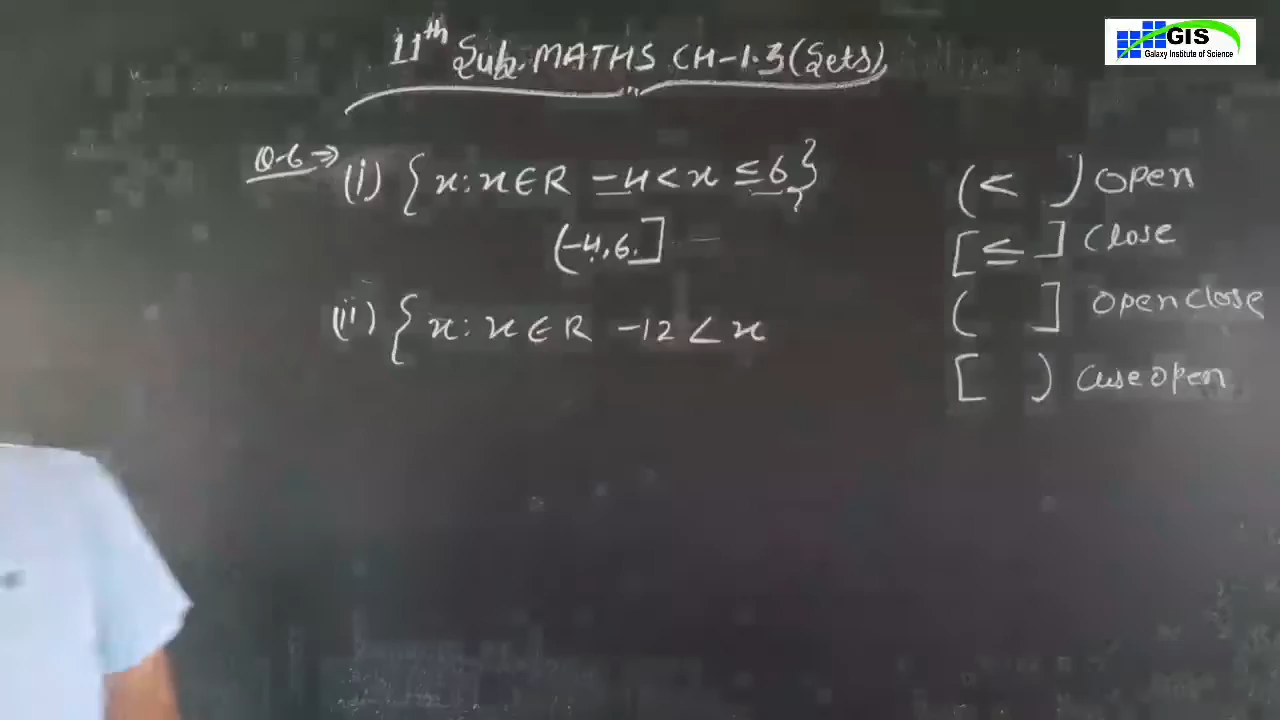 GIS
Galaxy Institute of Science
11th Sub. MATHS CH-1.3 (Sets)
Q-6 ⇒ (i) { x: x ∈ R -4 < x ≤ 6 }
(-4, 6]
(ii) { x: x ∈ R -12 < x
( < ) open
[ ≤ ] close
( ] open close
[ ) close open